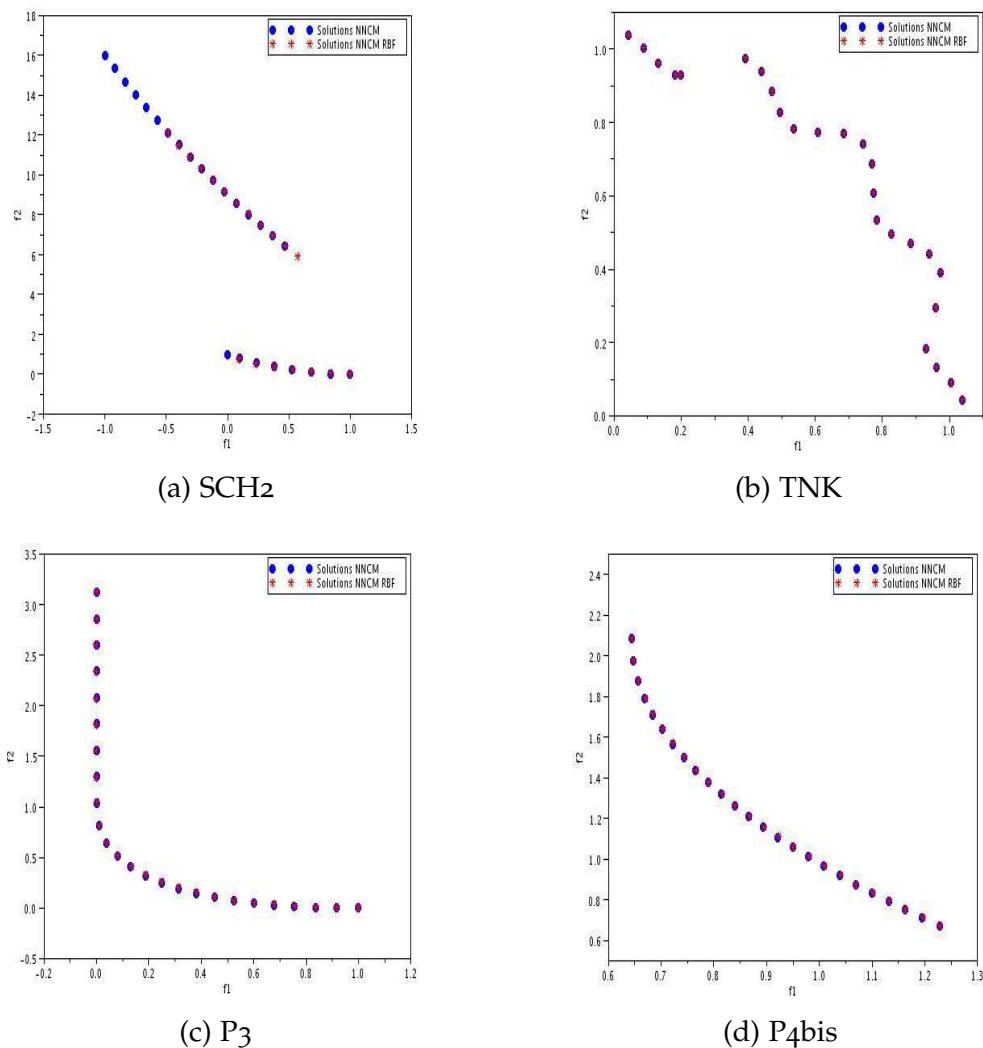 18
16
14
12
10
8
6
4
2
0
-2
f2
-1.5 -1.0 -0.5 0.0 0.5 1.0 1.5
f1
Solutions NNCM
Solutions NNCM RBF
(a) SCH2
1.0
0.8
0.6
0.4
0.2
0.0
f2
0.0 0.2 0.4 0.6 0.8 1.0
f1
Solutions NNCM
Solutions NNCM RBF
(b) TNK
3.5
3.0
2.5
2.0
1.5
1.0
0.5
0.0
-0.5
f2
-0.2 0.0 0.2 0.4 0.6 0.8 1.0 1.2
f1
Solutions NNCM
Solutions NNCM RBF
(c) P3
2.4
2.2
2.0
1.8
1.6
1.4
1.2
1.0
0.8
0.6
f2
0.6 0.7 0.8 0.9 1.0 1.1 1.2 1.3
f1
Solutions NNCM
Solutions NNCM RBF
(d) P4bis